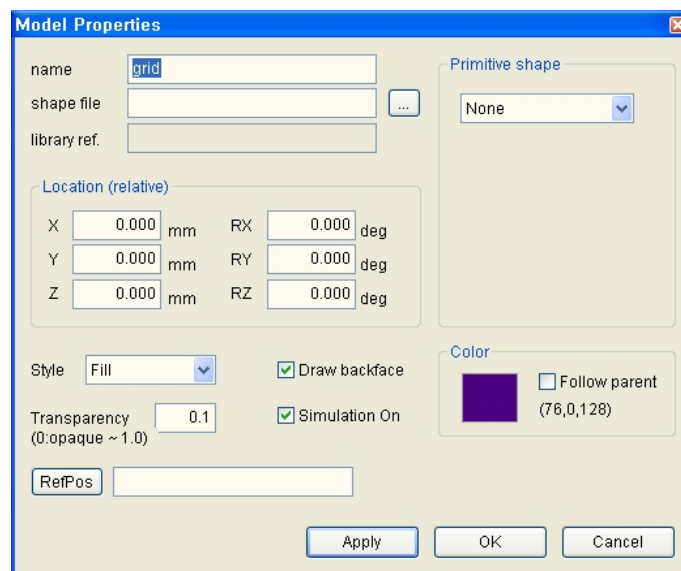 Model Properties
name grid
shape file ...
library ref.
Primitive shape
None
Location (relative)
X 0.000 mm RX 0.000 deg
Y 0.000 mm RY 0.000 deg
Z 0.000 mm RZ 0.000 deg
Style Fill Draw backface
Transparency 0.1 Simulation On
(0:opaque ~ 1.0)
Color
Follow parent
(76,0,128)
RefPos
Apply OK Cancel